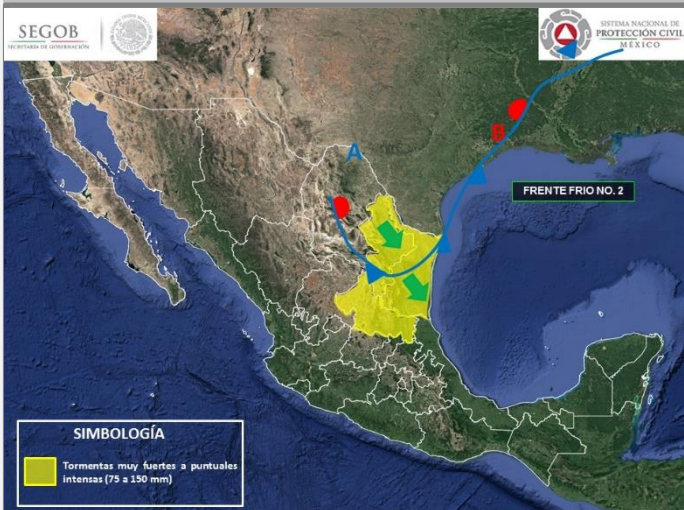 SEGOB
SECRETARÍA DE GOBERNACIÓN
SISTEMA NACIONAL DE
PROTECCIÓN CIVIL
MÉXICO
B
A
FRENTE FRIO NO. 2
SIMBOLOGÍA
Tormentas muy fuertes a puntuales
intensas (75 a 150 mm)